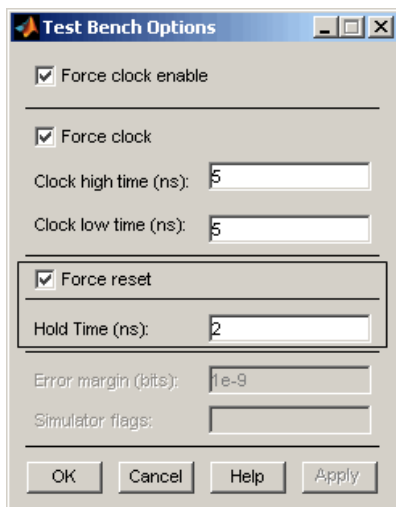 Test Bench Options
Force clock enable
Force clock
Clock high time (ns): 5
Clock low time (ns): 5
Force reset
Hold Time (ns): 2
Error margin (bits): 1e-9
Simulator flags:
OK Cancel Help Apply